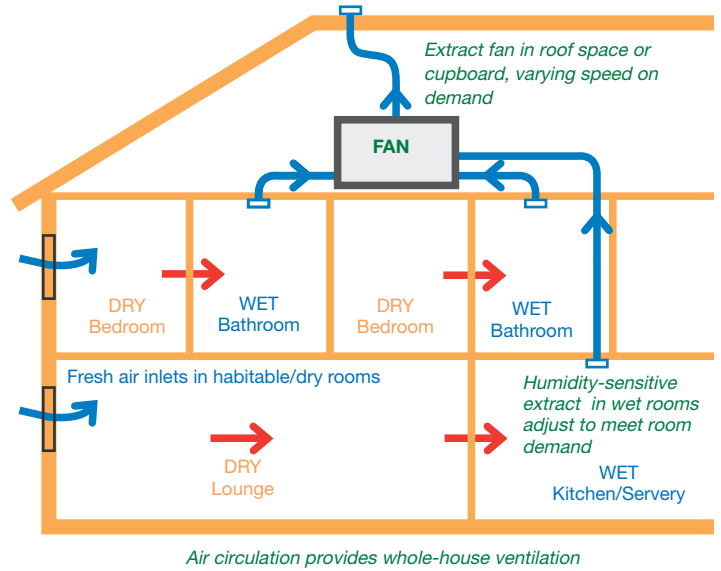 Extract fan in roof space or
cupboard, varying speed on
demand
FAN
DRY
Bedroom
WET
Bathroom
DRY
Bedroom
WET
Bathroom
Fresh air inlets in habitable/dry rooms
Humidity-sensitive
extract in wet rooms
adjust to meet room
demand
DRY
Lounge
WET
Kitchen/Servery
Air circulation provides whole-house ventilation